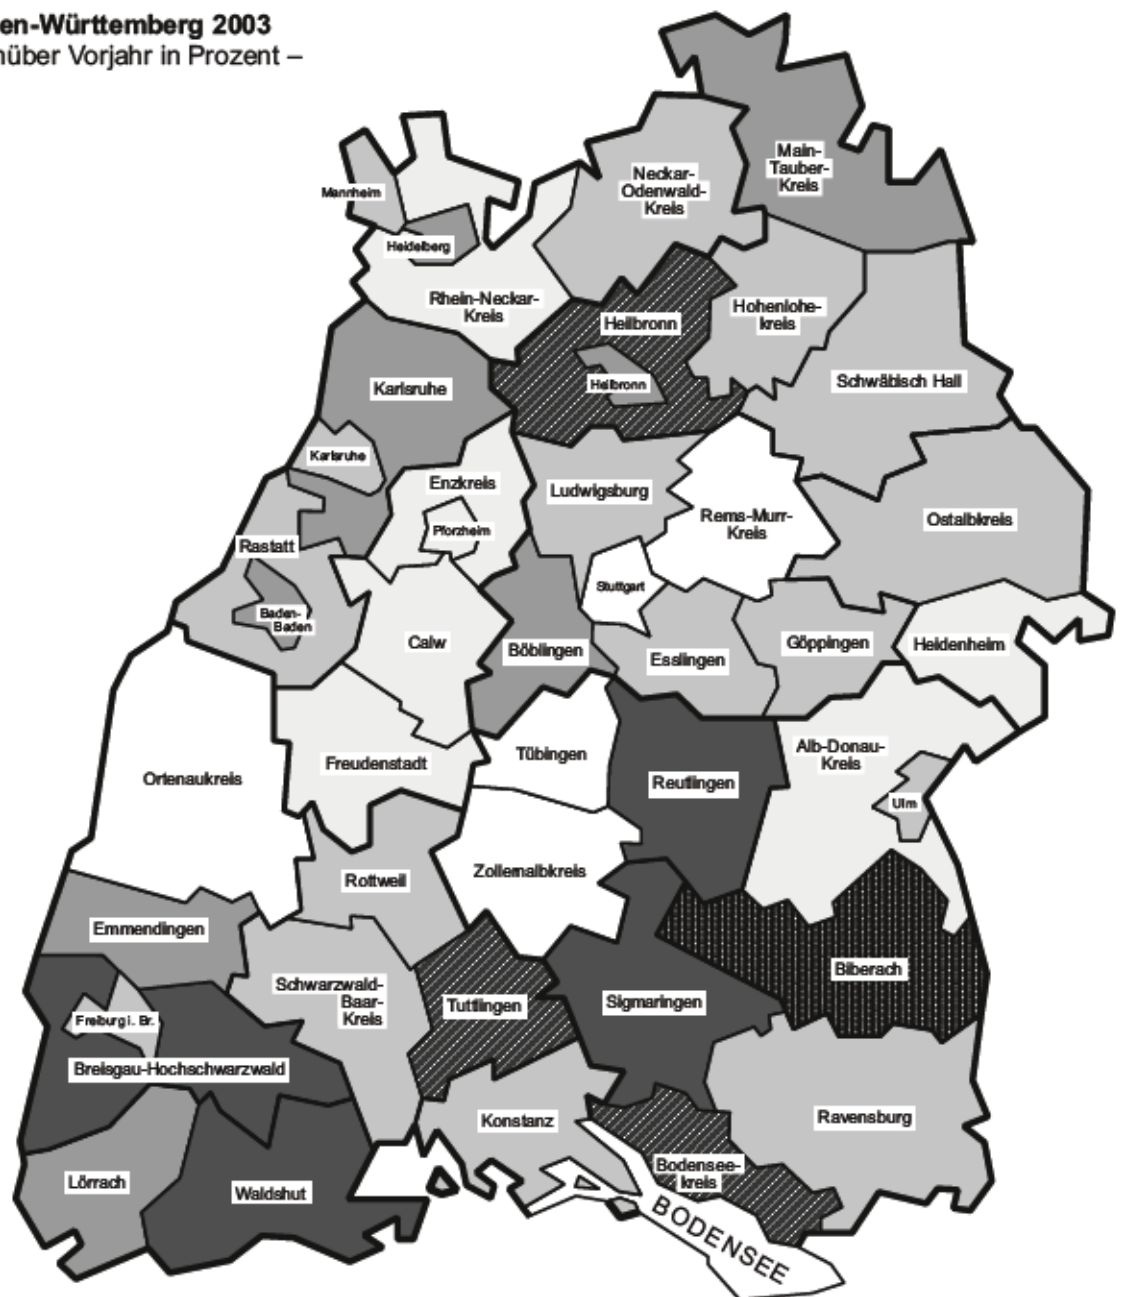 en-Württemberg 2003
nüber Vorjahr in Prozent –
Main-
Tauber-
Kreis
Neckar-
Odenwald-
Kreis
Mannheim
Heidelberg
Rhein-Neckar-
Kreis
Heilbronn
Hohenlohe-
kreis
Heilbronn
Schwäbisch Hall
Karlsruhe
Karlsruhe
Enzkreis
Ludwigsburg
Pforzheim
Rems-Murr-
Kreis
Ostalbkreis
Rastatt
Stuttgart
Baden-
Baden
Calw
Böblingen
Esslingen
Göppingen
Heidenheim
Ortenaukreis
Freudenstadt
Tübingen
Reutlingen
Alb-Donau-
Kreis
Ulm
Zollernalbkreis
Rottweil
Emmendingen
Schwarzwald-
Baar-
Kreis
Tuttlingen
Sigmaringen
Biberach
Freiburg i. Br.
Breisgau-Hochschwarzwald
Konstanz
Ravensburg
Lörrach
Waldshut
Bodensee-
kreis
BODENSEE